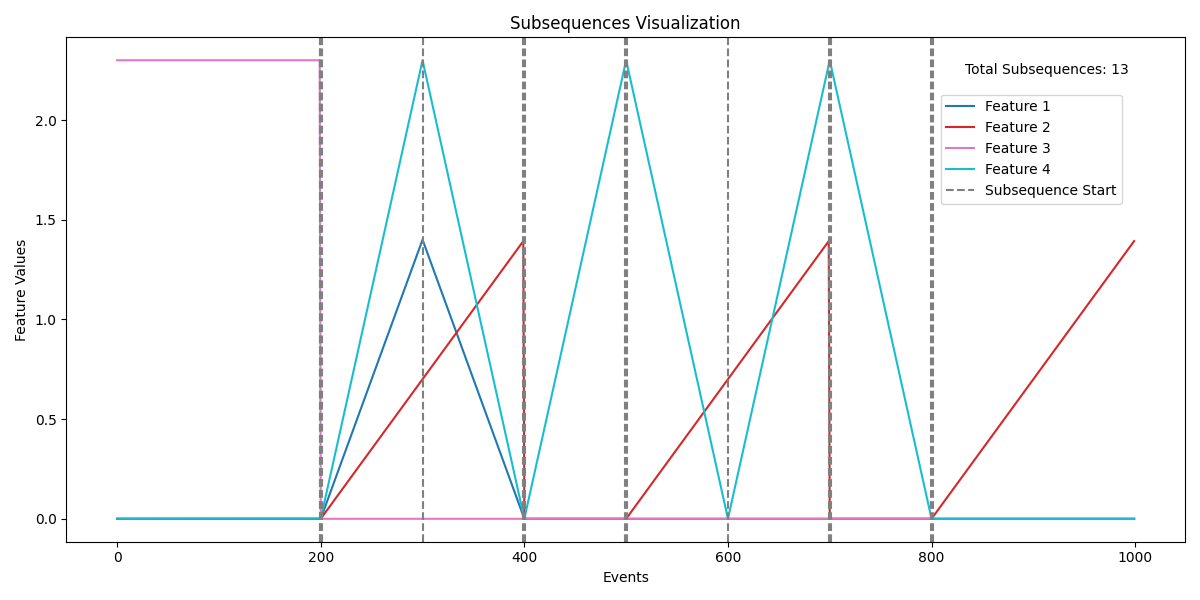 Subsequences Visualization
Total Subsequences: 13
Feature 1
Feature 2
Feature 3
Feature 4
Subsequence Start
Feature Values
2.0
1.5
1.0
0.5
0.0
0 200 400 600 800 1000
Events